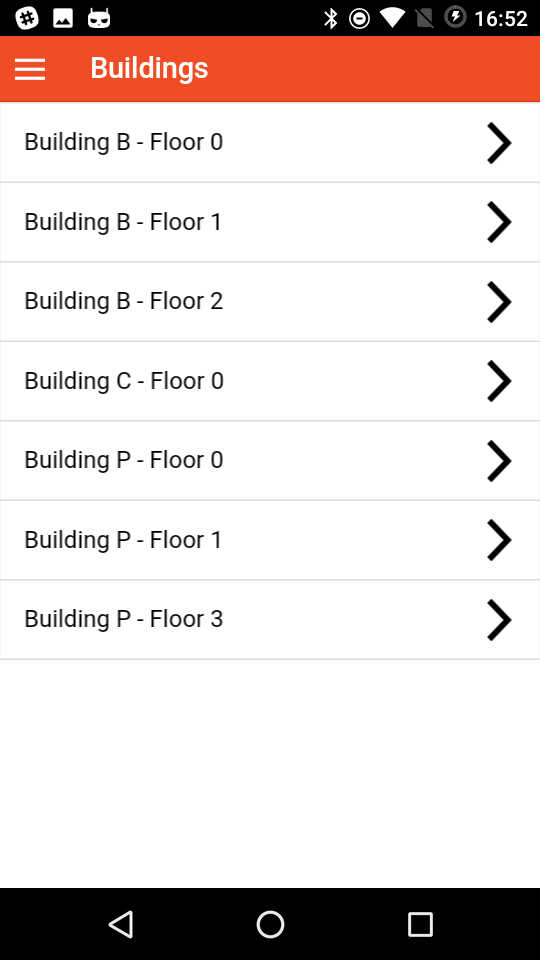 16:52
Buildings
Building B - Floor 0
Building B - Floor 1
Building B - Floor 2
Building C - Floor 0
Building P - Floor 0
Building P - Floor 1
Building P - Floor 3